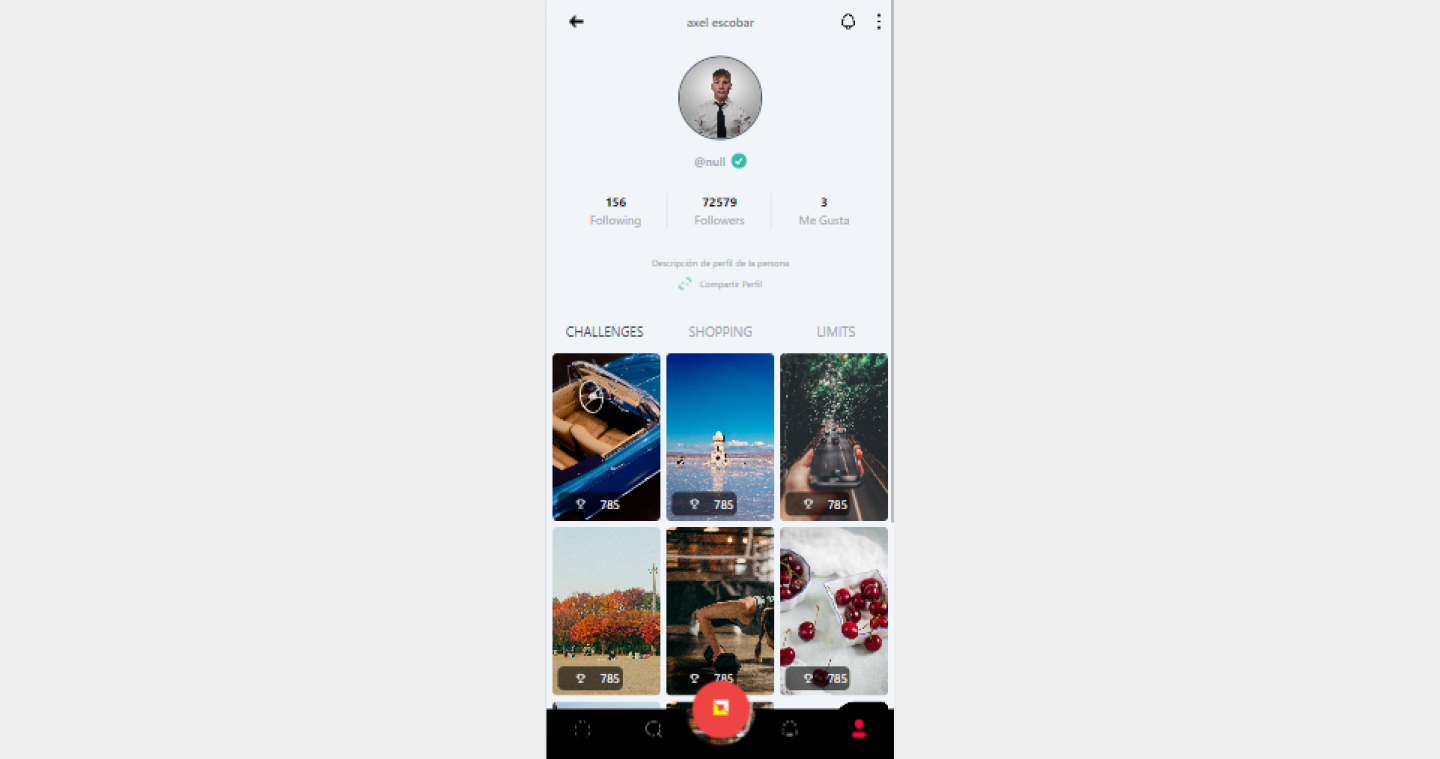 axel escobar
@null
156 72579 3
Following Followers Me Gusta
Descripción de perfil de la persona
Compartir Perfil
CHALLENGES SHOPPING LIMITS
785 785 785
785 785 785